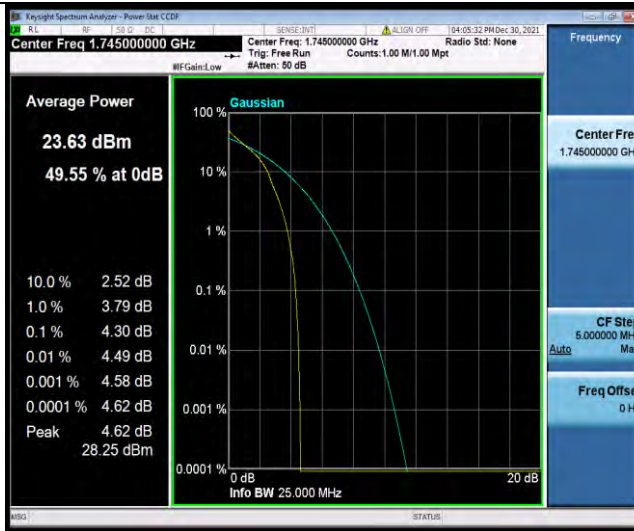 Keysight Spectrum Analyzer - Power Stat CCDF
RL RF 50 Ω DC SENSE:INT ALIGN OFF 04:05:32 PM Dec 30, 2021
Center Freq 1.745000000 GHz
Center Freq: 1.745000000 GHz Radio Std: None
Trig: Free Run Counts:1.00 M/1.00 Mpt
#IFGain:Low #Atten: 50 dB
Frequency
Average Power
23.63 dBm
49.55 % at 0dB
10.0 % 2.52 dB
1.0 % 3.79 dB
0.1 % 4.30 dB
0.01 % 4.49 dB
0.001 % 4.58 dB
0.0001 % 4.62 dB
Peak 4.62 dB
28.25 dBm
Gaussian
100 %
10 %
1 %
0.1 %
0.01 %
0.001 %
0.0001 %
0 dB 20 dB
Info BW 25.000 MHz
Center Fre
1.745000000 GH
CF Ste
5.000000 MH
Auto Ma
Freq Offse
0 H
MSG STATUS